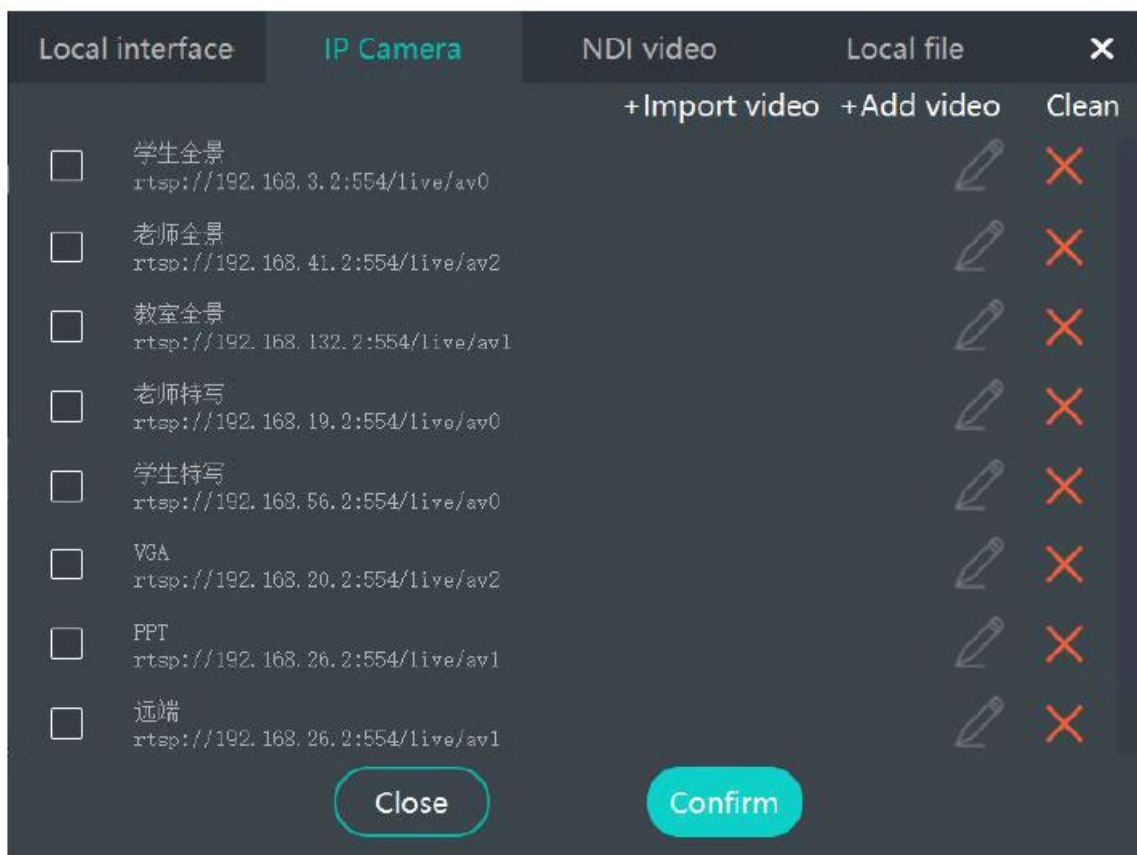 Local interface IP Camera NDI video Local file ×
+Import video +Add video Clean
学生全景
rtsp://192.168.3.2:554/live/av0
老师全景
rtsp://192.168.41.2:554/live/av2
教室全景
rtsp://192.168.132.2:554/live/av1
老师特写
rtsp://192.168.19.2:554/live/av0
学生特写
rtsp://192.168.56.2:554/live/av0
VGA
rtsp://192.168.20.2:554/live/av2
PPT
rtsp://192.168.26.2:554/live/av1
远端
rtsp://192.168.26.2:554/live/av1
Close Confirm